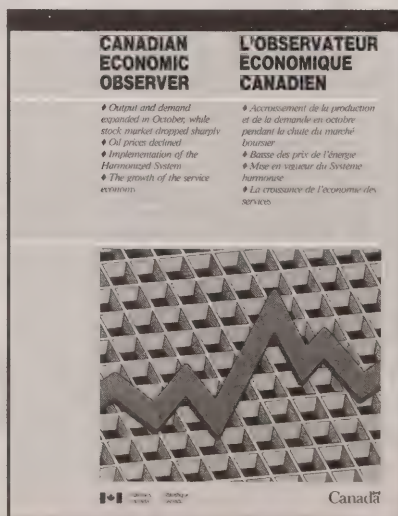 CANADIAN
ECONOMIC
OBSERVER
♦ Output and demand
expanded in October, while
stock market dropped sharply
♦ Oil prices declined
♦ Implementation of the
Harmonized System
♦ The growth of the service
economy
L'OBSERVATEUR
ÉCONOMIQUE
CANADIEN
♦ Accroissement de la production
et de la demande en octobre
pendant la chute du marché
boursier
♦ Baisse des prix de l'énergie
♦ Mise en vigueur du Système
harmonisé
♦ La croissance de l'économie des
services
Canada